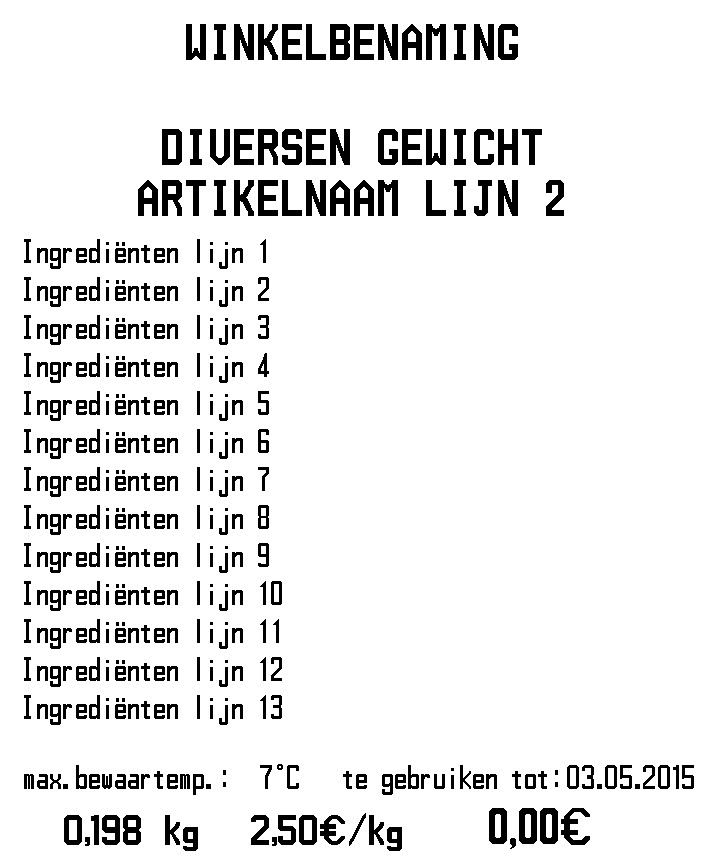 WINKELBENAMING
DIVERSEN GEWICHT
ARTIKELNAAM LIJN 2
Ingrediënten lijn 1
Ingrediënten lijn 2
Ingrediënten lijn 3
Ingrediënten lijn 4
Ingrediënten lijn 5
Ingrediënten lijn 6
Ingrediënten lijn 7
Ingrediënten lijn 8
Ingrediënten lijn 9
Ingrediënten lijn 10
Ingrediënten lijn 11
Ingrediënten lijn 12
Ingrediënten lijn 13
max.bewaartemp.: 7°C te gebruiken tot:03.05.2015
0,198 kg 2,50€/kg 0,00€